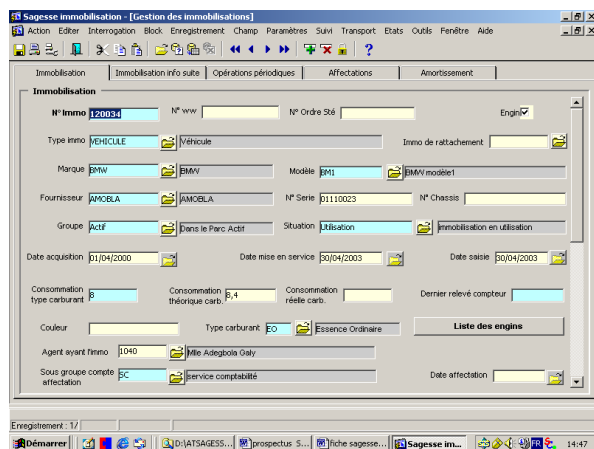 Sagesse immobilisation - [Gestion des immobilisations]
Action Editer Interrogation Block Enregistrement Champ Paramètres Suivi Transport Etats Outils Fenêtre Aide
Immobilisation Immobilisation info suite Opérations périodiques Affectations Amortissement
Immobilisation
N° Immo 120034 N° ww N° Ordre Sté Engin
Type immo VEHICULE Véhicule Immo de rattachement
Marque BMW BMW Modèle BM1 BMW modèle1
Fournisseur AMOBLA AMOBLA N° Serie 01110023 N° Chassis
Groupe Actif Dans le Parc Actif Situation Utilisation immobilisation en utilisation
Date acquisition 01/04/2000 Date mise en service 30/04/2003 Date saisie 30/04/2003
Consommation type carburant 8 Consommation théorique carb. 8,4 Consommation réelle carb. Dernier relevé compteur
Couleur Type carburant EO Essence Ordinaire Liste des engins
Agent ayant l'immo 1040 Mlle Adegbola Galy
Sous groupe compte affectation SC service comptabilité Date affectation
Enregistrement : 1/
Démarrer D:\ATSAGESS... prospectus S... fiche sagesse... Sagesse im... FR 14:47